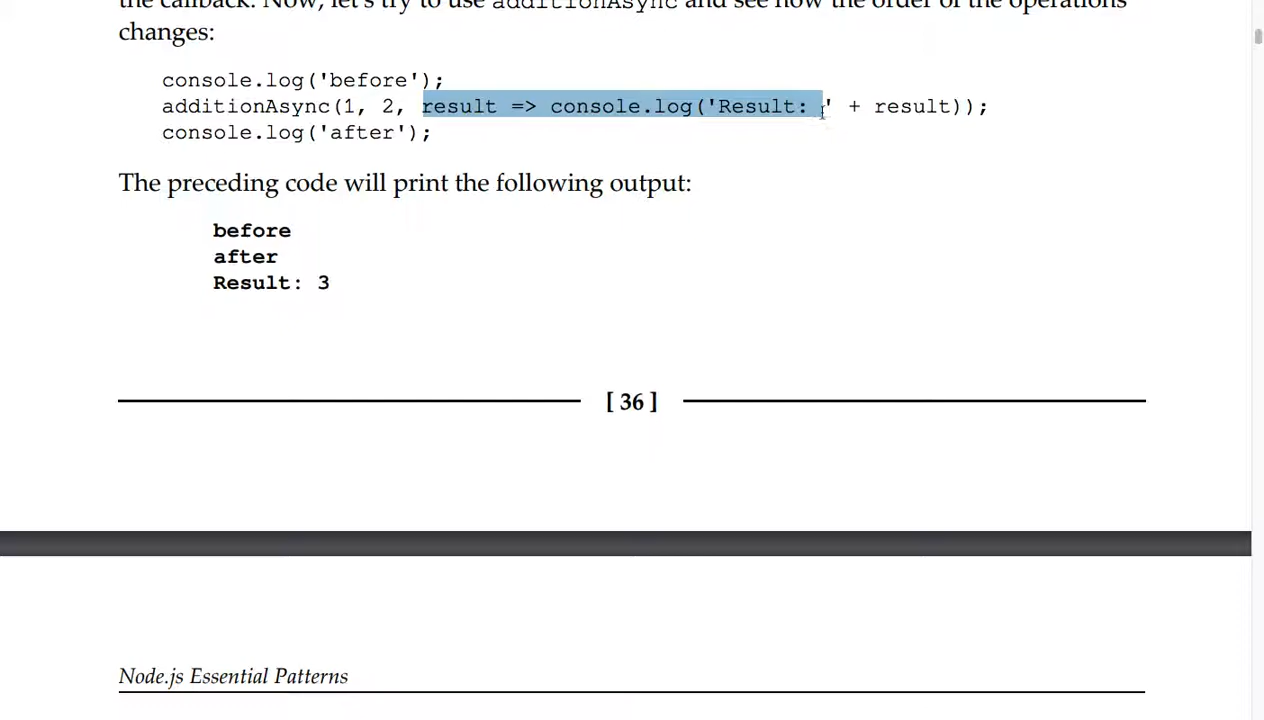 the callback. Now, let's try to use additionAsync and see how the order of the operations
changes:
console.log('before');
additionAsync(1, 2, result => console.log('Result: ' + result));
console.log('after');
The preceding code will print the following output:
before
after
Result: 3
[ 36 ]
Node.js Essential Patterns